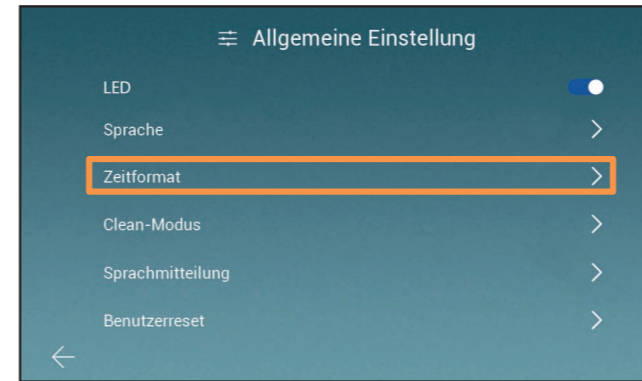 Allgemeine Einstellung
LED
Sprache
Zeitformat
Clean-Modus
Sprachmitteilung
Benutzerreset